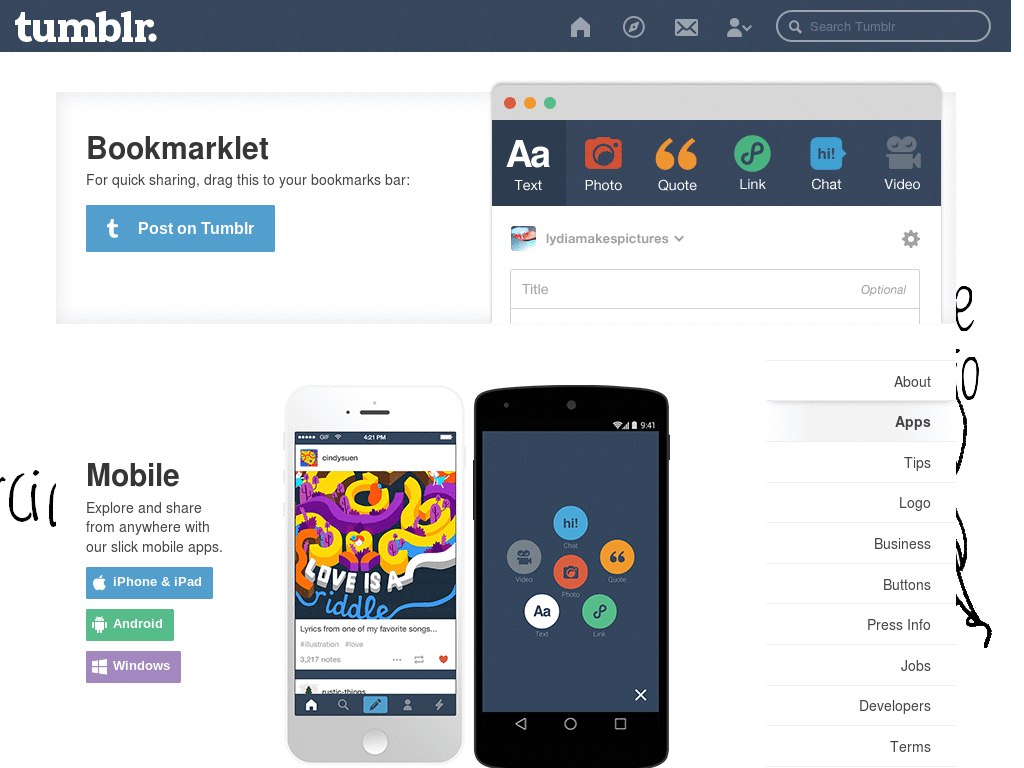 tumblr.
Search Tumblr
Bookmarklet
For quick sharing, drag this to your bookmarks bar:
t Post on Tumblr
Aa hi!
Text Photo Quote Link Chat Video
lydiamakespictures
Title Optional
Mobile
Explore and share
from anywhere with
our slick mobile apps.
iPhone & iPad
Android
Windows
GIF 4:21 PM
cindysuen
LOVE IS A
riddle
Lyrics from one of my favorite songs...
#illustration #love
3,217 notes
rustic-things
9:41
hi!
Chat
Video
Quote
Photo
Aa
Text
Link
About
Apps
Tips
Logo
Business
Buttons
Press Info
Jobs
Developers
Terms